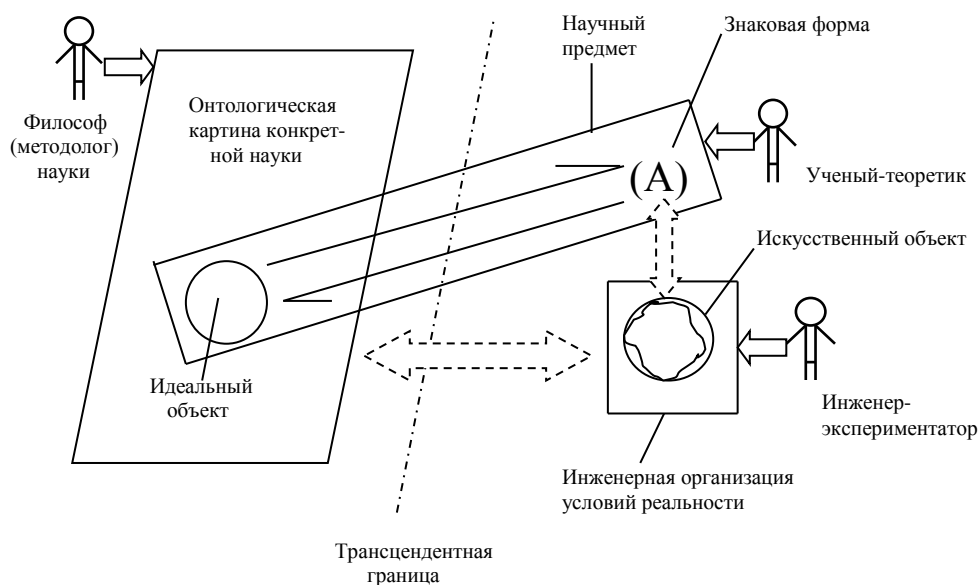 Научный
предмет
Знаковая форма
Философ
(методолог)
науки
Онтологическая
картина конкрет-
ной науки
(А)
Ученый-теоретик
Искусственный объект
Идеальный
объект
Инженер-
экспериментатор
Инженерная организация
условий реальности
Трансцендентная
граница